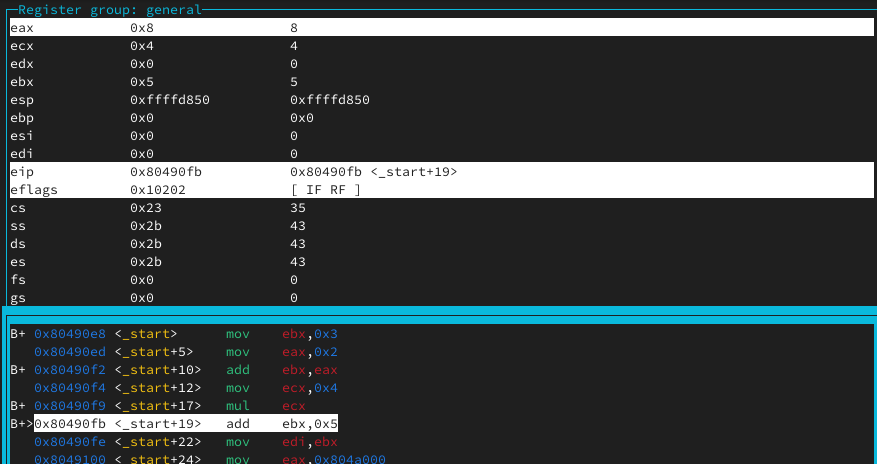 Register group: general
eax 0x8 8
ecx 0x4 4
edx 0x0 0
ebx 0x5 5
esp 0xffffd850 0xffffd850
ebp 0x0 0x0
esi 0x0 0
edi 0x0 0
eip 0x80490fb 0x80490fb <_start+19>
eflags 0x10202 [ IF RF ]
cs 0x23 35
ss 0x2b 43
ds 0x2b 43
es 0x2b 43
fs 0x0 0
gs 0x0 0
B+ 0x80490e8 <_start> mov ebx,0x3
0x80490ed <_start+5> mov eax,0x2
B+ 0x80490f2 <_start+10> add ebx,eax
0x80490f4 <_start+12> mov ecx,0x4
B+ 0x80490f9 <_start+17> mul ecx
B+>0x80490fb <_start+19> add ebx,0x5
0x80490fe <_start+22> mov edi,ebx
0x8049100 <_start+24> mov eax,0x804a000